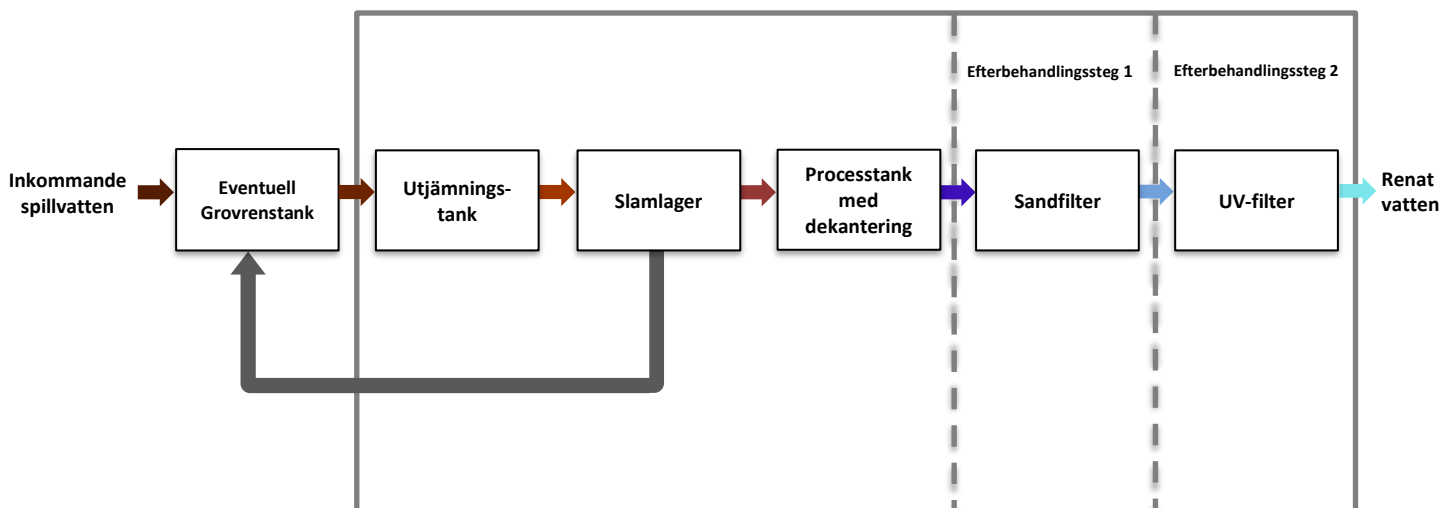 Efterbehandlingssteg 1
Efterbehandlingssteg 2
Inkommande
spillvatten
Eventuell
Grovrenstank
Utjämnings-
tank
Slamlager
Processtank
med
dekantering
Sandfilter
UV-filter
Renat
vatten